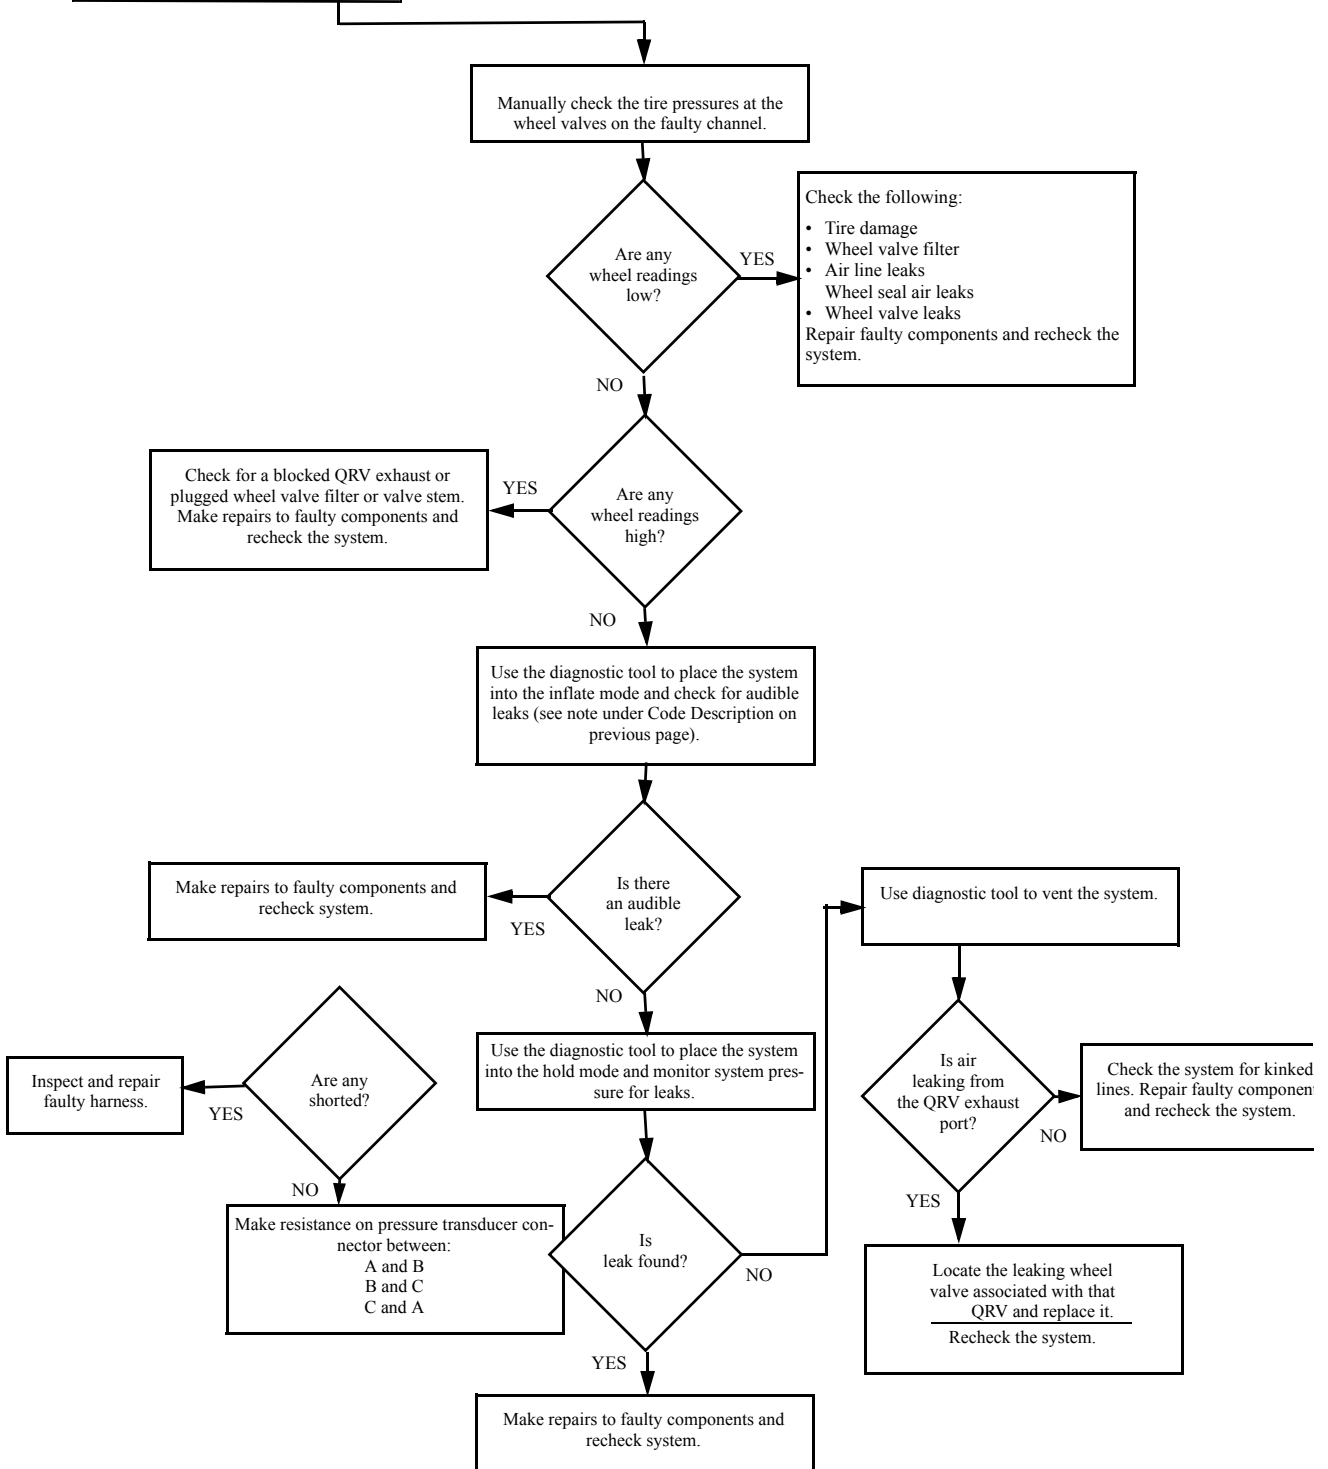 Manually check the tire pressures at the
wheel valves on the faulty channel.
Are any
wheel readings
low?
YES
Check the following:
• Tire damage
• Wheel valve filter
• Air line leaks
Wheel seal air leaks
• Wheel valve leaks
Repair faulty components and recheck the
system.
NO
Check for a blocked QRV exhaust or
plugged wheel valve filter or valve stem.
Make repairs to faulty components and
recheck the system.
YES
Are any
wheel readings
high?
NO
Use the diagnostic tool to place the system
into the inflate mode and check for audible
leaks (see note under Code Description on
previous page).
Make repairs to faulty components and
recheck system.
YES
Is there
an audible
leak?
NO
Use diagnostic tool to vent the system.
Inspect and repair
faulty harness.
YES
Are any
shorted?
NO
Use the diagnostic tool to place the system
into the hold mode and monitor system pres-
sure for leaks.
Is air
leaking from
the QRV exhaust
port?
NO
Check the system for kinked
lines. Repair faulty component
and recheck the system.
YES
Make resistance on pressure transducer con-
nector between:
A and B
B and C
C and A
Is
leak found?
NO
Locate the leaking wheel
valve associated with that
QRV and replace it.
Recheck the system.
YES
Make repairs to faulty components and
recheck system.